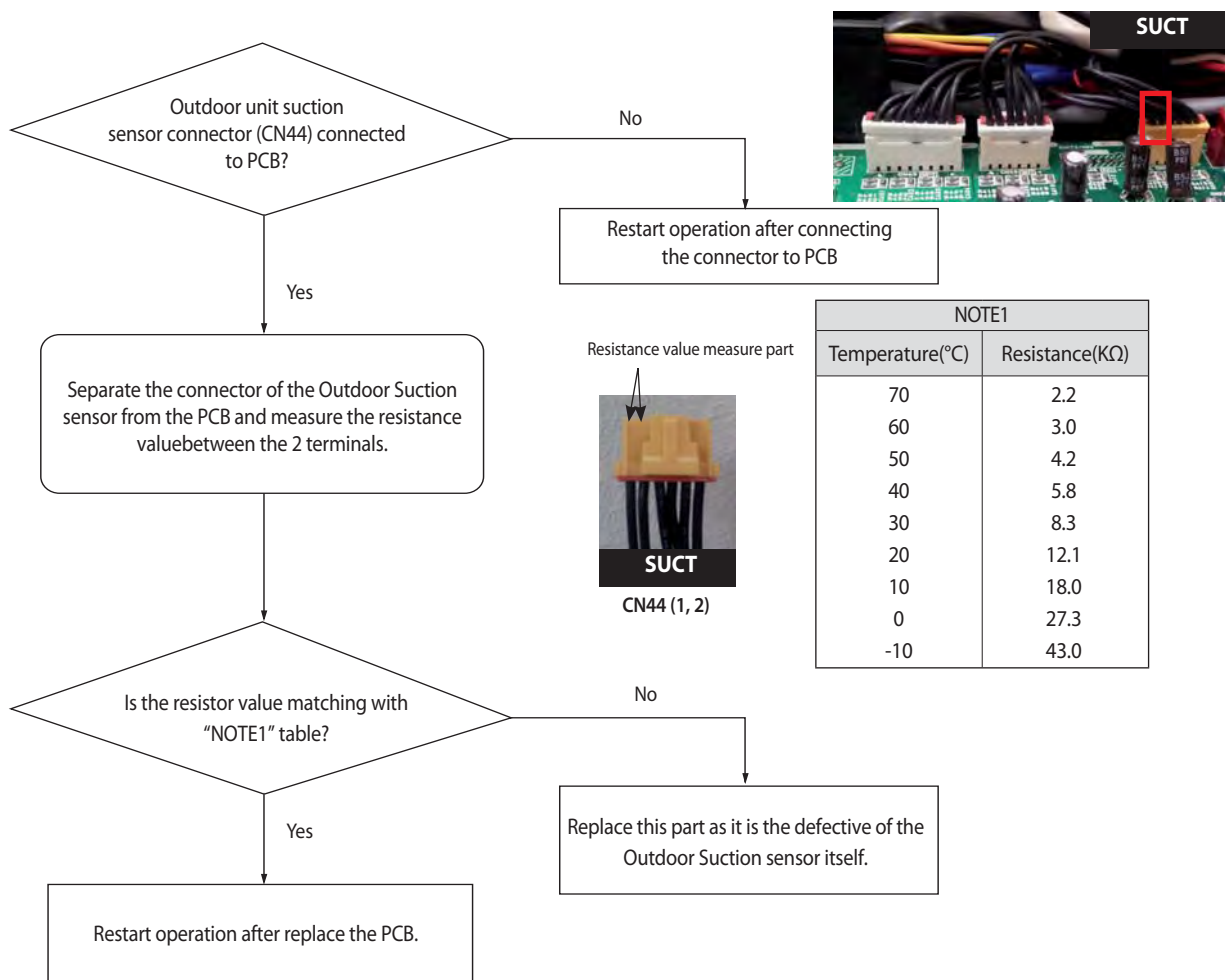 SUCT
Outdoor unit suction
sensor connector (CN44) connected
to PCB?
No
Restart operation after connecting
the connector to PCB
Yes
Separate the connector of the Outdoor Suction
sensor from the PCB and measure the resistance
valuebetween the 2 terminals.
Resistance value measure part
SUCT
CN44 (1, 2)
NOTE1
Temperature(°C) Resistance(KΩ)
70 2.2
60 3.0
50 4.2
40 5.8
30 8.3
20 12.1
10 18.0
0 27.3
-10 43.0
Is the resistor value matching with
“NOTE1” table?
No
Replace this part as it is the defective of the
Outdoor Suction sensor itself.
Yes
Restart operation after replace the PCB.